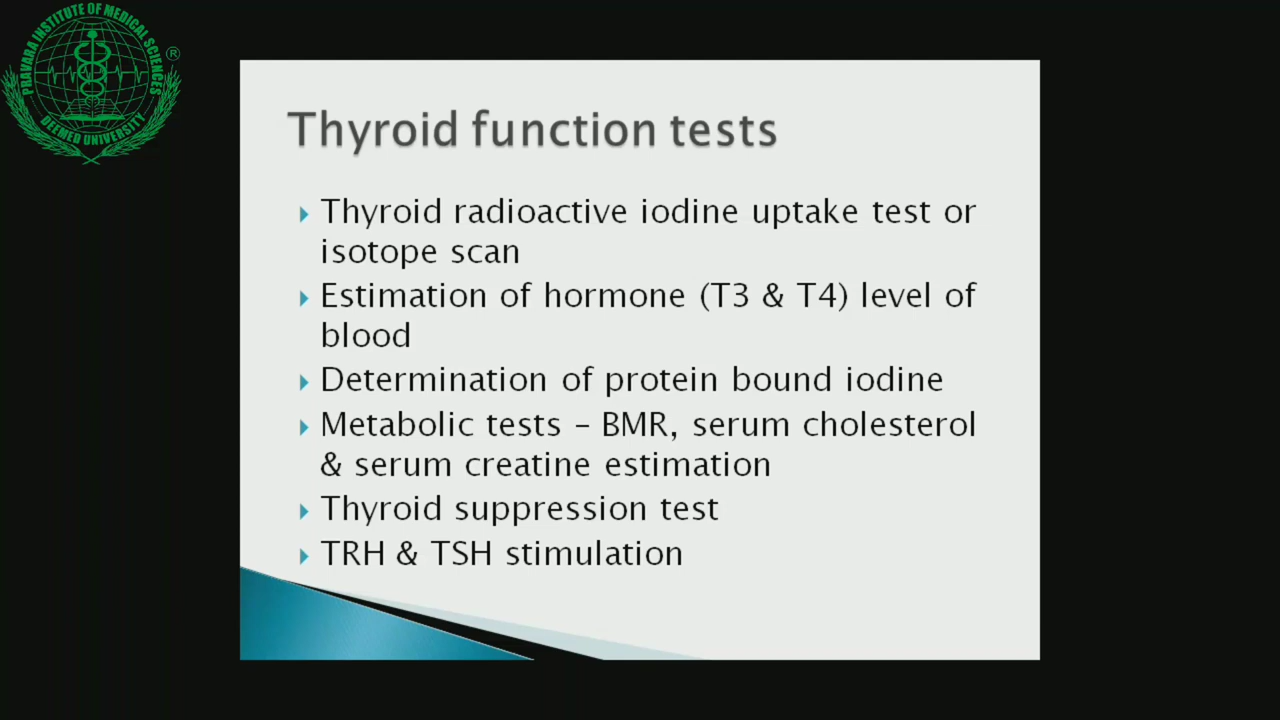 PRAVARA INSTITUTE OF MEDICAL SCIENCES
®
DEEMED UNIVERSITY
Thyroid function tests
Thyroid radioactive iodine uptake test or
isotope scan
Estimation of hormone (T3 & T4) level of
blood
Determination of protein bound iodine
Metabolic tests – BMR, serum cholesterol
& serum creatine estimation
Thyroid suppression test
TRH & TSH stimulation